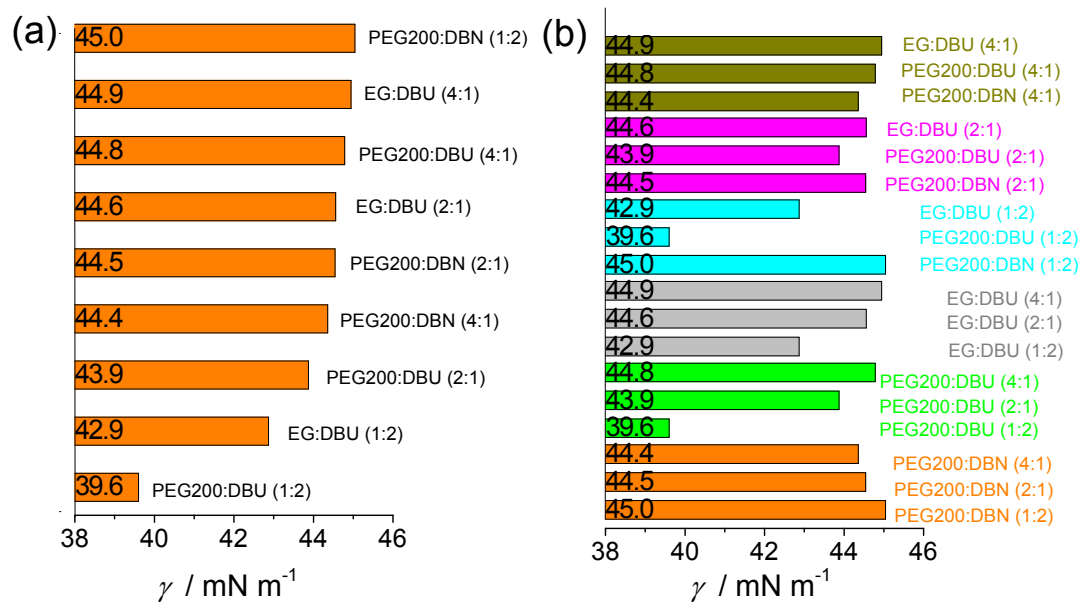 (a)
45.0 PEG200:DBN (1:2)
44.9 EG:DBU (4:1)
44.8 PEG200:DBU (4:1)
44.6 EG:DBU (2:1)
44.5 PEG200:DBN (2:1)
44.4 PEG200:DBN (4:1)
43.9 PEG200:DBU (2:1)
42.9 EG:DBU (1:2)
39.6 PEG200:DBU (1:2)
38 40 42 44 46
γ / mN m⁻¹
(b)
44.9 EG:DBU (4:1)
44.8 PEG200:DBU (4:1)
44.4 PEG200:DBN (4:1)
44.6 EG:DBU (2:1)
43.9 PEG200:DBU (2:1)
44.5 PEG200:DBN (2:1)
42.9 EG:DBU (1:2)
39.6 PEG200:DBU (1:2)
45.0 PEG200:DBN (1:2)
44.9 EG:DBU (4:1)
44.6 EG:DBU (2:1)
42.9 EG:DBU (1:2)
44.8 PEG200:DBU (4:1)
43.9 PEG200:DBU (2:1)
39.6 PEG200:DBU (1:2)
44.4 PEG200:DBN (4:1)
44.5 PEG200:DBN (2:1)
45.0 PEG200:DBN (1:2)
38 40 42 44 46
γ / mN m⁻¹